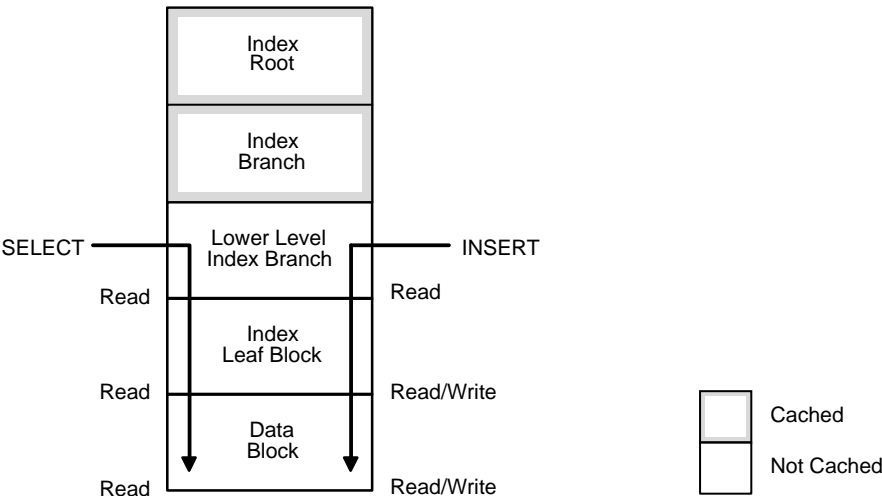 Index
Root
Index
Branch
SELECT
Lower Level
Index Branch
INSERT
Read
Read
Index
Leaf Block
Read
Read/Write
Data
Block
Read
Read/Write
Cached
Not Cached